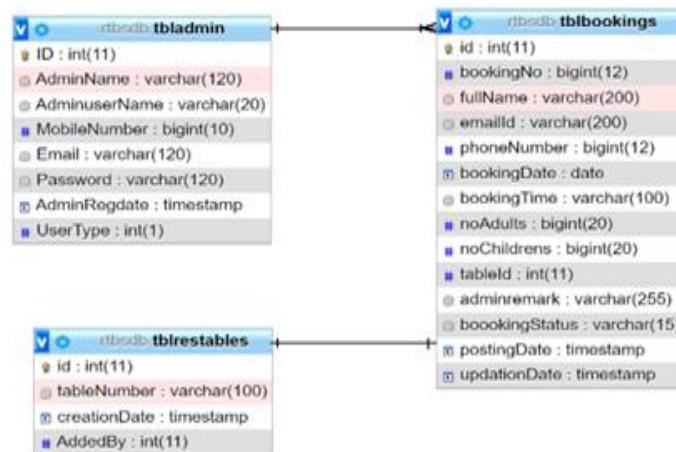 rtbsdb tbladmin
ID : int(11)
AdminName : varchar(120)
AdminuserName : varchar(20)
MobileNumber : bigint(10)
Email : varchar(120)
Password : varchar(120)
AdminRegdate : timestamp
UserType : int(1)
rtbsdb tblbookings
id : int(11)
bookingNo : bigint(12)
fullName : varchar(200)
emailId : varchar(200)
phoneNumber : bigint(12)
bookingDate : date
bookingTime : varchar(100)
noAdults : bigint(20)
noChildrens : bigint(20)
tableId : int(11)
adminremark : varchar(255)
boookingStatus : varchar(15
postingDate : timestamp
updationDate : timestamp
rtbsdb tblrestables
id : int(11)
tableNumber : varchar(100)
creationDate : timestamp
AddedBy : int(11)